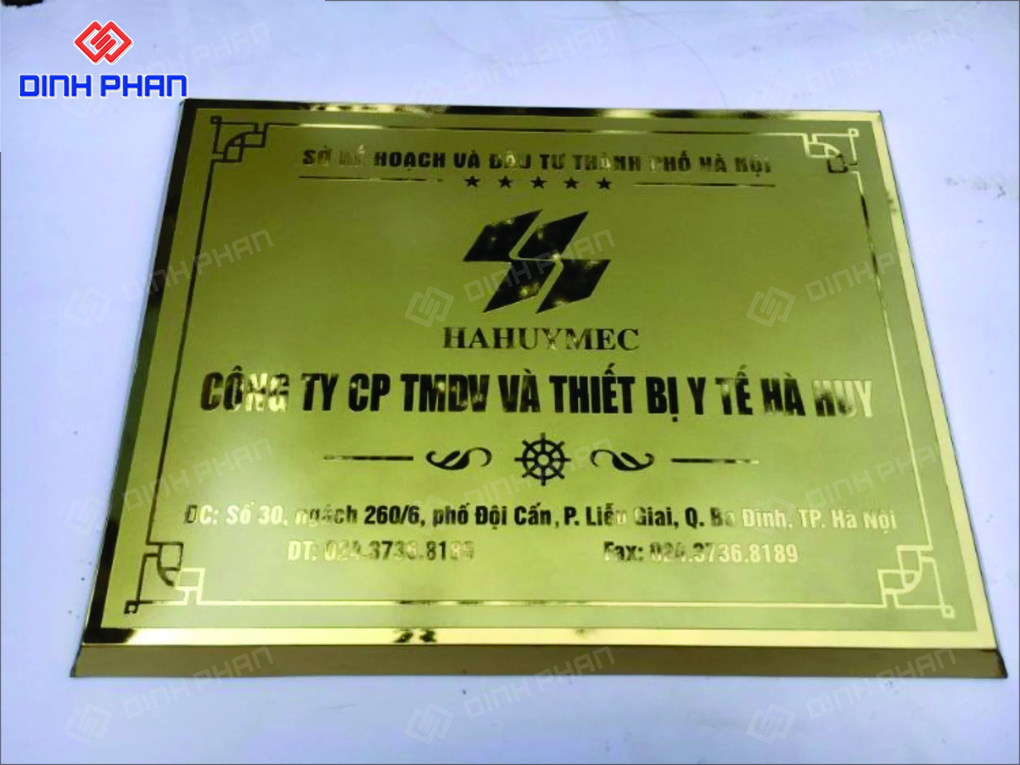 DINH PHAN
SỞ KẾ HOẠCH VÀ ĐẦU TƯ THÀNH PHỐ HÀ NỘI
HAHUYMEC
CÔNG TY CP TMDV VÀ THIẾT BỊ Y TẾ HÀ HUY
ĐC: Số 30, ngách 260/6, phố Đội Cấn, P. Liễu Giai, Q. Ba Đình, TP. Hà Nội
ĐT: 024.3736.8189 Fax: 024.3736.8189